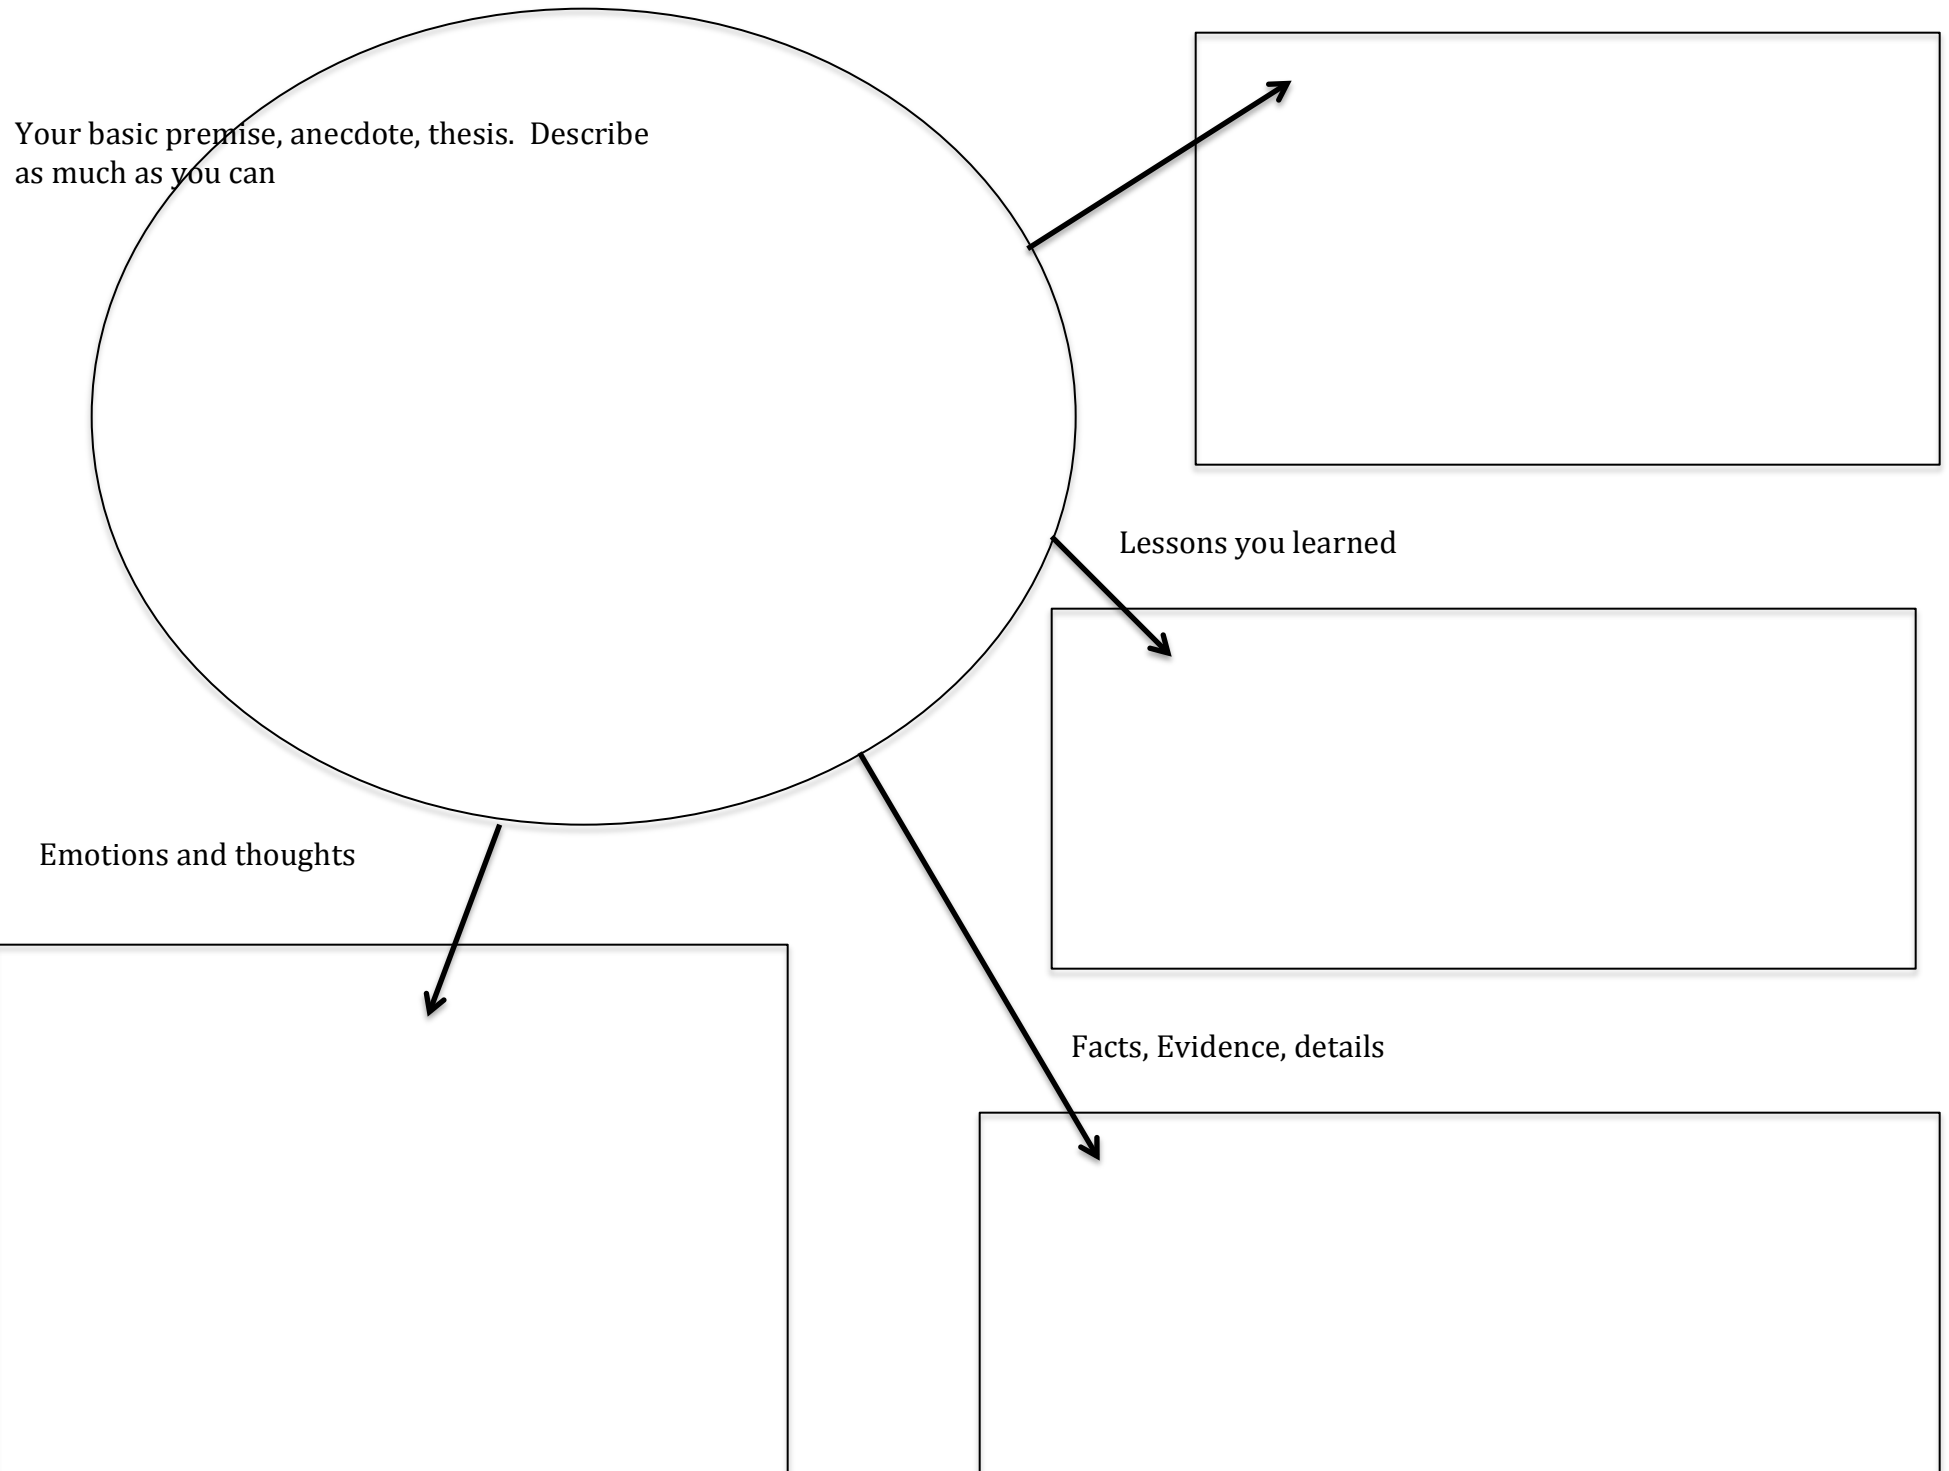 Your basic premise, anecdote, thesis.  Describe
as much as you can
Lessons you learned
Emotions and thoughts
Facts, Evidence, details